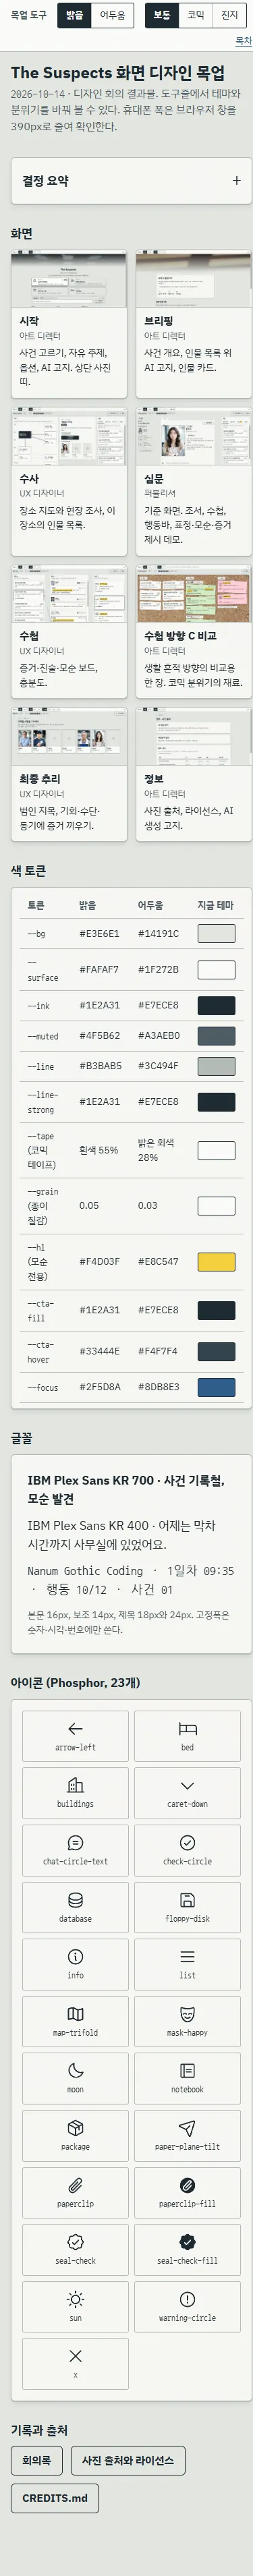 목업 도구 밝음 어두움 보통 코믹 진지
목차
The Suspects 화면 디자인 목업
2026-10-14 · 디자인 회의 결과물. 도구줄에서 테마와
분위기를 바꿔 볼 수 있다. 휴대폰 폭은 브라우저 창을
390px로 줄여 확인한다.
결정 요약 +
화면
시작
아트 디렉터
사건 고르기, 자유 주제,
옵션, AI 고지. 상단 사진
띠.
브리핑
아트 디렉터
사건 개요, 인물 목록 위
AI 고지, 인물 카드.
수사
UX 디자이너
장소 지도와 현장 조사, 이
장소의 인물 목록.
심문
퍼블리셔
기준 화면. 조서, 수첩,
행동바, 표정·모순·증거
제시 데모.
수첩
UX 디자이너
증거·진술·모순 보드,
충분도.
수첩 방향 C 비교
아트 디렉터
생활 흔적 방향의 비교용
한 장. 코믹 분위기의 재료.
최종 추리
UX 디자이너
범인 지목, 기회·수단·
동기에 증거 끼우기.
정보
아트 디렉터
사진 출처, 라이선스, AI
생성 고지.
색 토큰
토큰 밝음 어두움 지금 테마
--bg #E3E6E1 #14191C
--
surface #FAFAF7 #1F272B
--ink #1E2A31 #E7ECE8
--muted #4F5B62 #A3AEB0
--line #B3BAB5 #3C494F
--line-
strong #1E2A31 #E7ECE8
--tape
(코믹
테이프) 흰색 55% 밝은 회색
28%
--grain
(종이
질감) 0.05 0.03
--hl
(모순
전용) #F4D03F #E8C547
--cta-
fill #1E2A31 #E7ECE8
--cta-
hover #33444E #F4F7F4
--focus #2F5D8A #8DB8E3
글꼴
IBM Plex Sans KR 700 · 사건 기록철,
모순 발견
IBM Plex Sans KR 400 · 어제는 막차
시간까지 사무실에 있었어요.
Nanum Gothic Coding · 1일차 09:35
· 행동 10/12 · 사건 01
본문 16px, 보조 14px, 제목 18px와 24px. 고정폭은
숫자·시각·번호에만 쓴다.
아이콘 (Phosphor, 23개)
arrow-left bed
buildings caret-down
chat-circle-text check-circle
database floppy-disk
info list
map-trifold mask-happy
moon notebook
package paper-plane-tilt
paperclip paperclip-fill
seal-check seal-check-fill
sun warning-circle
x
기록과 출처
회의록 사진 출처와 라이선스
CREDITS.md